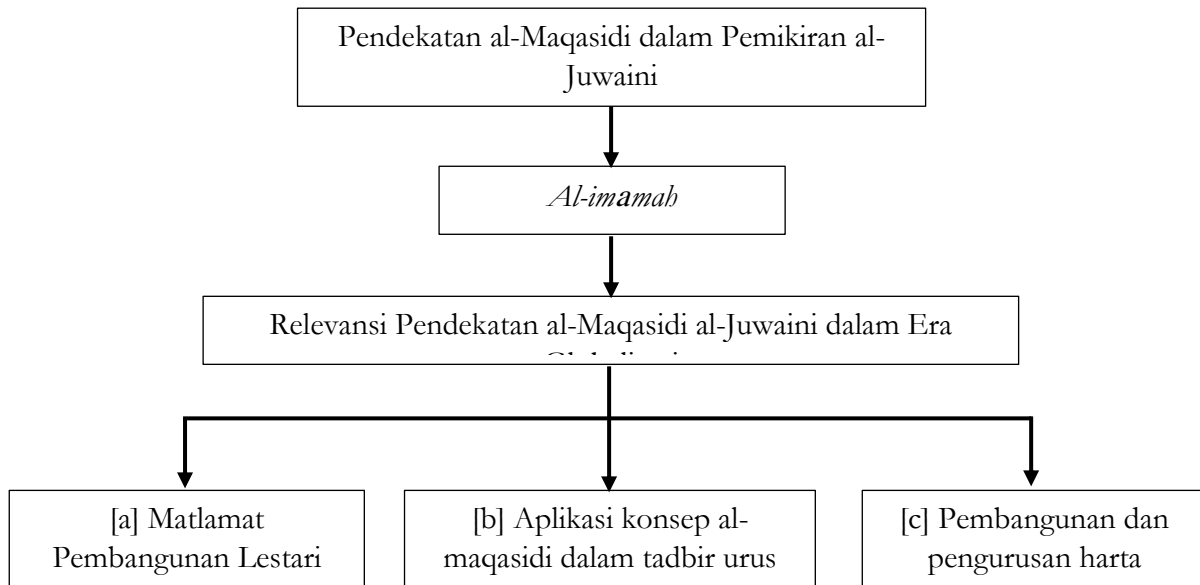 Pendekatan al-Maqasidi dalam Pemikiran al-
Juwaini
Al-imamah
Relevansi Pendekatan al-Maqasidi al-Juwaini dalam Era
[a] Matlamat
Pembangunan Lestari
[b] Aplikasi konsep al-
maqasidi dalam tadbir urus
[c] Pembangunan dan
pengurusan harta